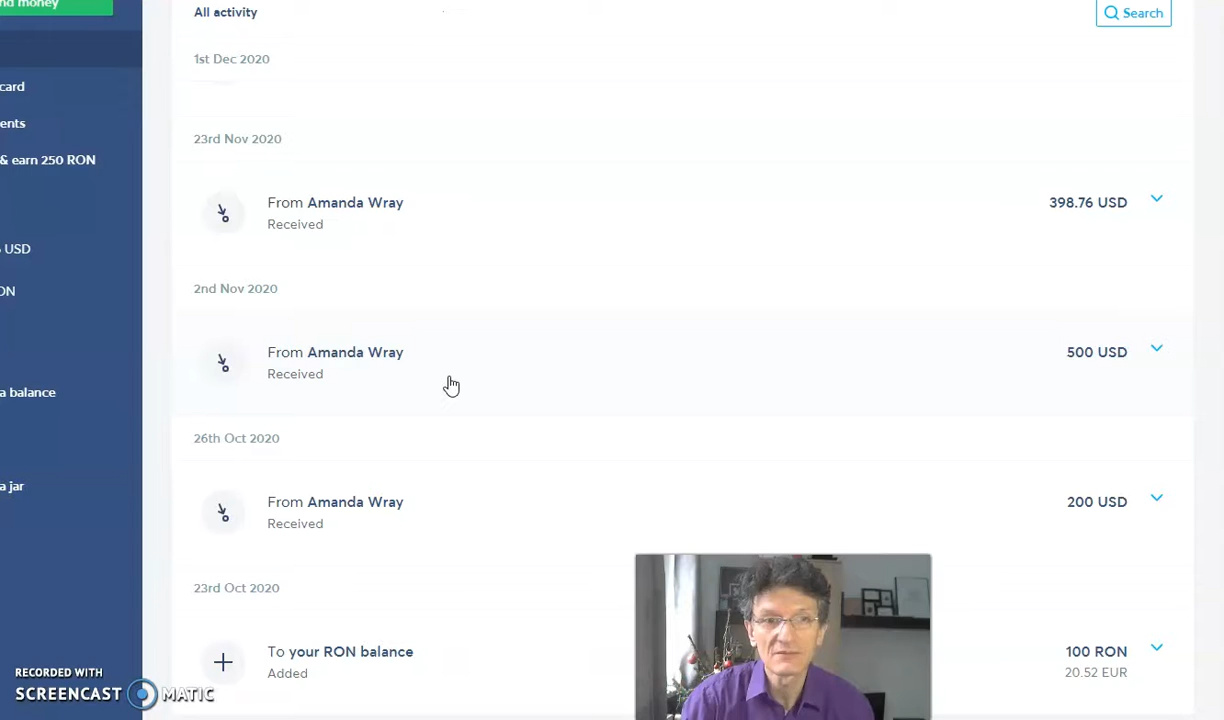 nd money
All activity
Search
1st Dec 2020
card
ents
23rd Nov 2020
& earn 250 RON
From Amanda Wray
398.76 USD
Received
USD
2nd Nov 2020
ON
From Amanda Wray
500 USD
Received
a balance
26th Oct 2020
a jar
From Amanda Wray
200 USD
Received
23rd Oct 2020
To your RON balance
100 RON
Added
20.52 EUR
RECORDED WITH
SCREENCAST MATIC